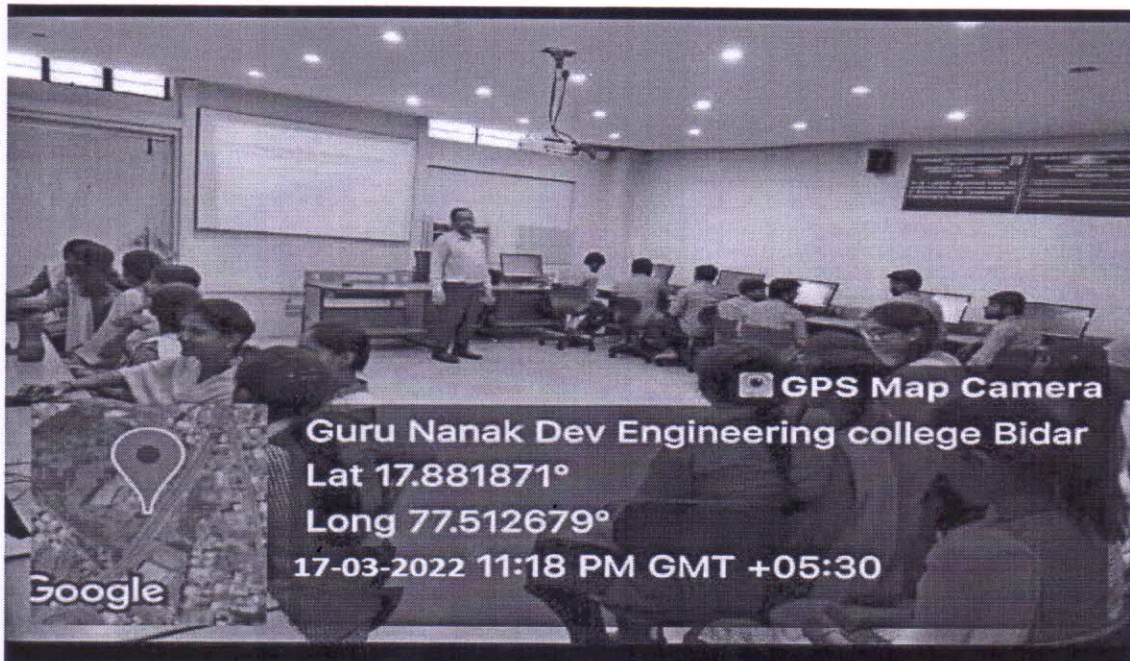 GPS Map Camera
Guru Nanak Dev Engineering college Bidar
Lat 17.881871°
Long 77.512679°
17-03-2022 11:18 PM GMT +05:30
Google